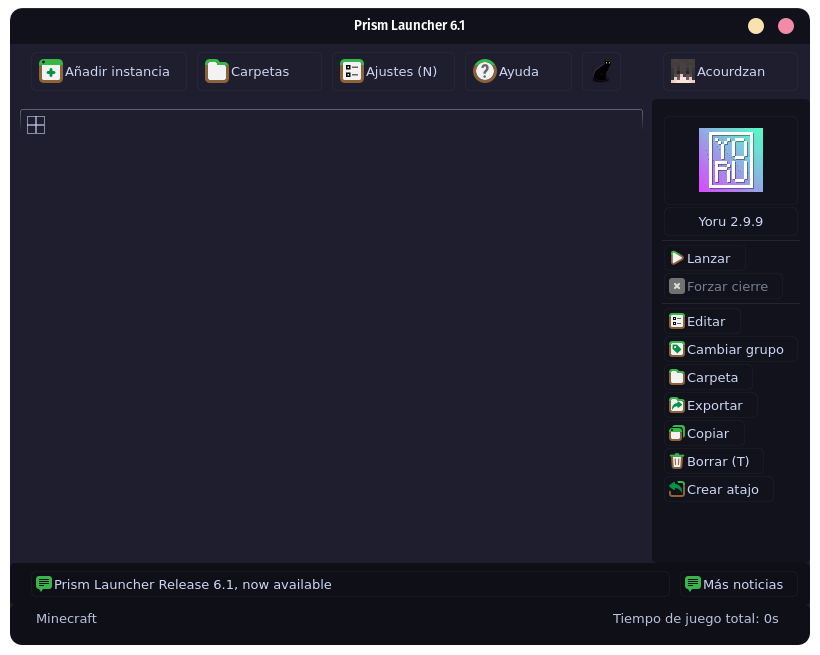 Prism Launcher 6.1
Añadir instancia
Carpetas
Ajustes (N)
Ayuda
Acourdzan
YO
RU
Yoru 2.9.9
Lanzar
Forzar cierre
Editar
Cambiar grupo
Carpeta
Exportar
Copiar
Borrar (T)
Crear atajo
Prism Launcher Release 6.1, now available
Más noticias
Minecraft
Tiempo de juego total: 0s